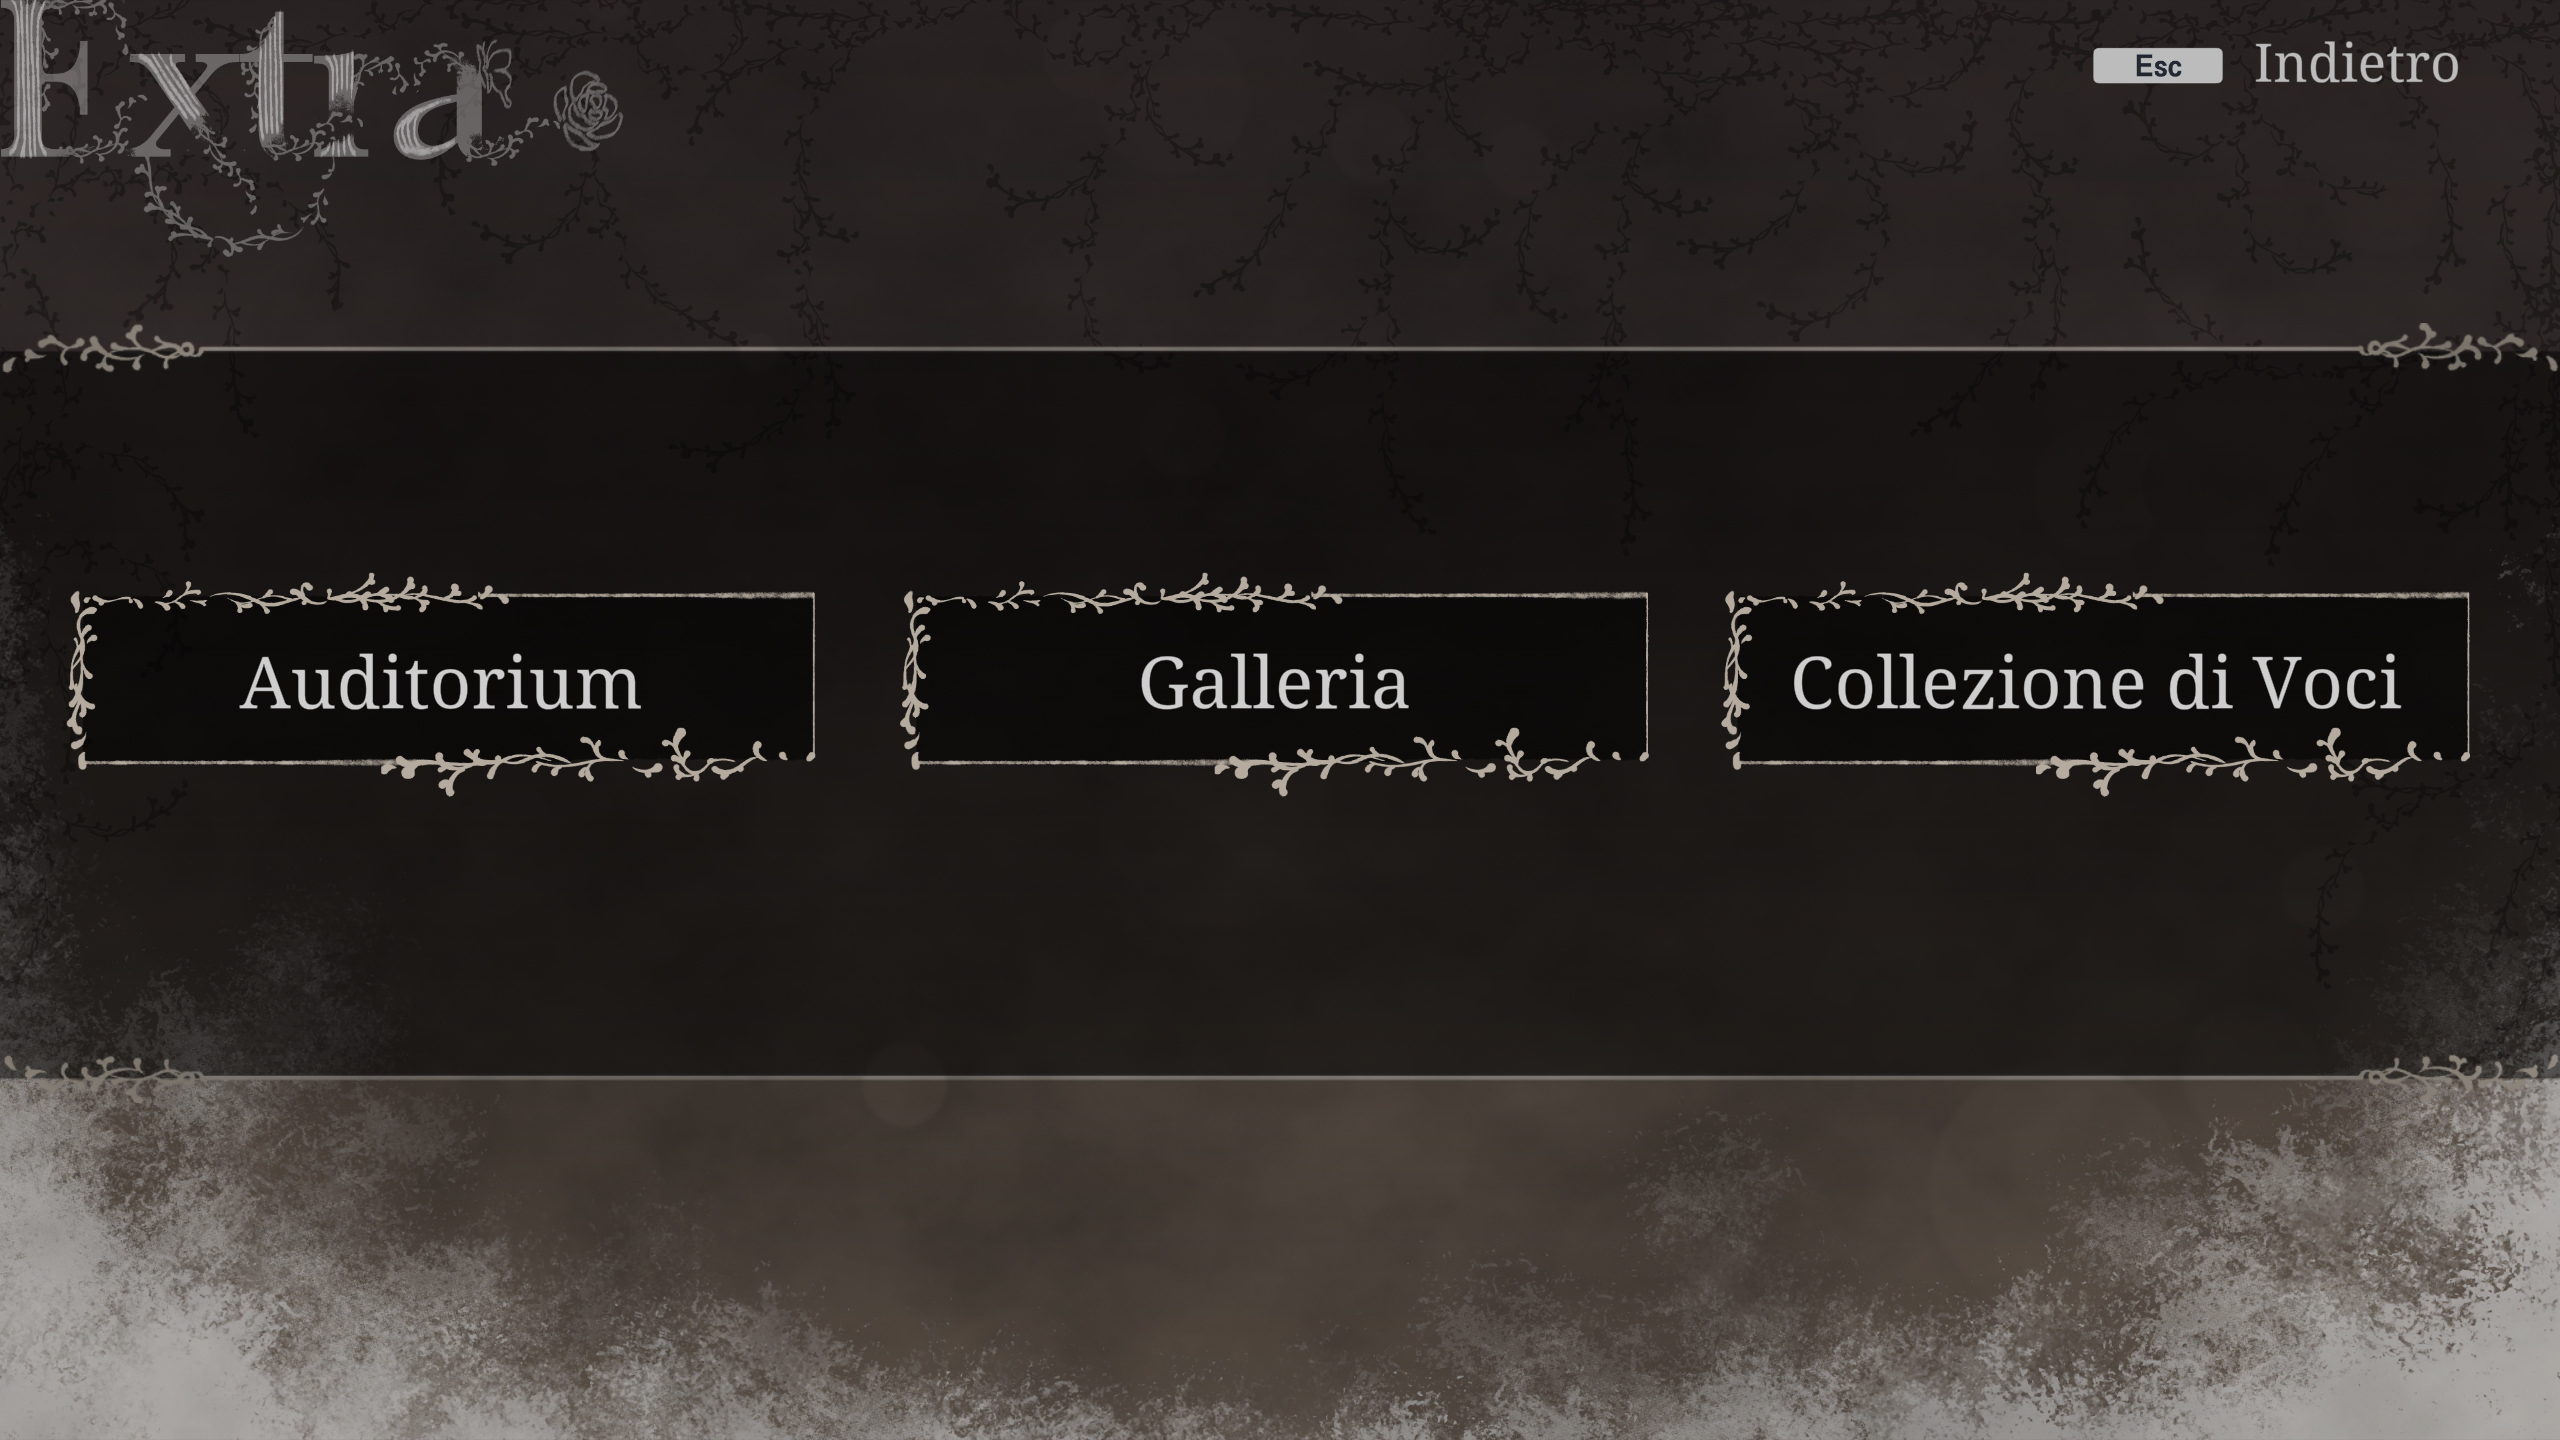 Extra
Esc Indietro
Auditorium
Galleria
Collezione di Voci